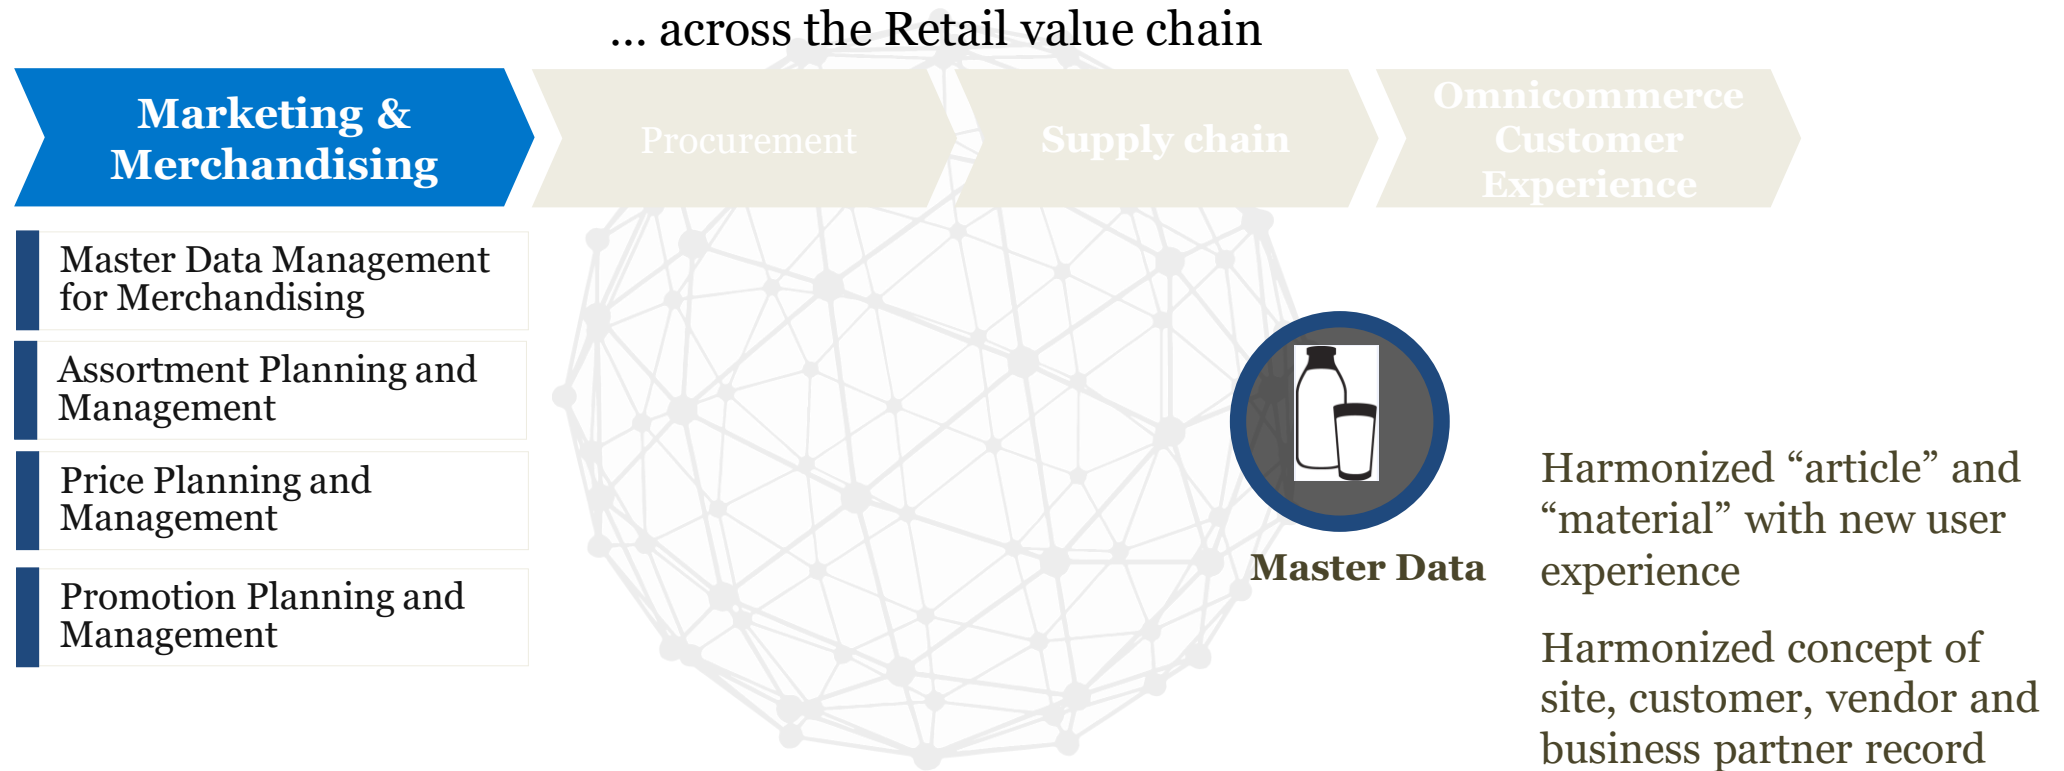 ... across the Retail value chain
Marketing &
Merchandising
Procurement
Supply chain
Omnicommerce
Customer
Experience
Master Data Management
for Merchandising
Assortment Planning and
Management
Price Planning and
Management
Promotion Planning and
Management
Master Data
Harmonized “article” and
“material” with new user
experience
Harmonized concept of
site, customer, vendor and
business partner record